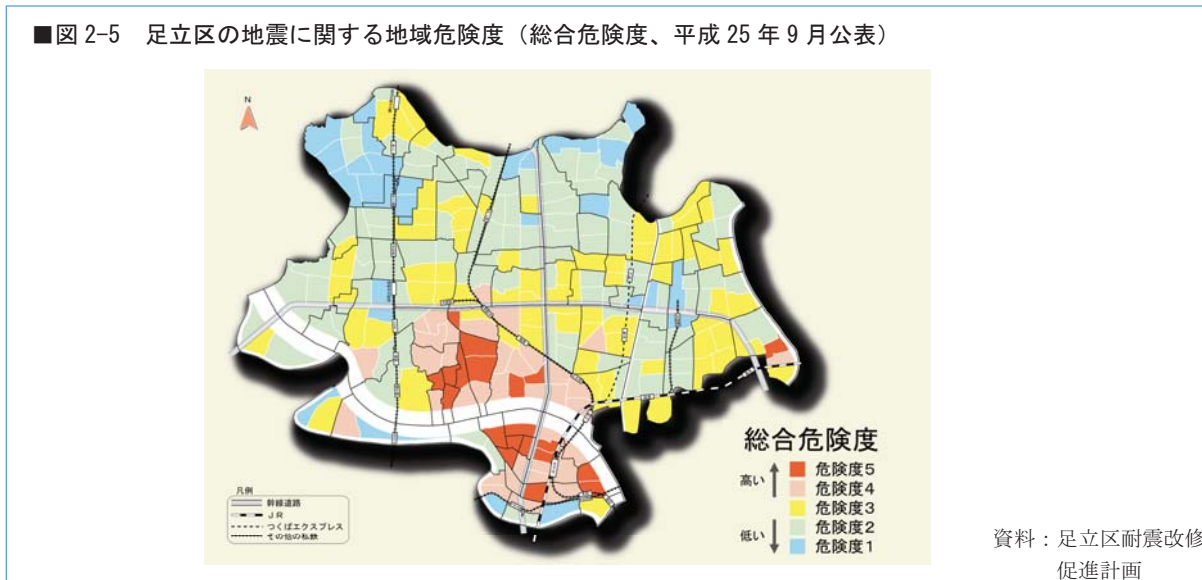 ■図 2-5 足立区の地震に関する地域危険度（総合危険度、平成 25 年 9 月公表）
N
総合危険度
高い
低い
危険度5
危険度4
危険度3
危険度2
危険度1
凡例
幹線道路
JR
つくばエクスプレス
その他の私鉄
資料：足立区耐震改修
促進計画